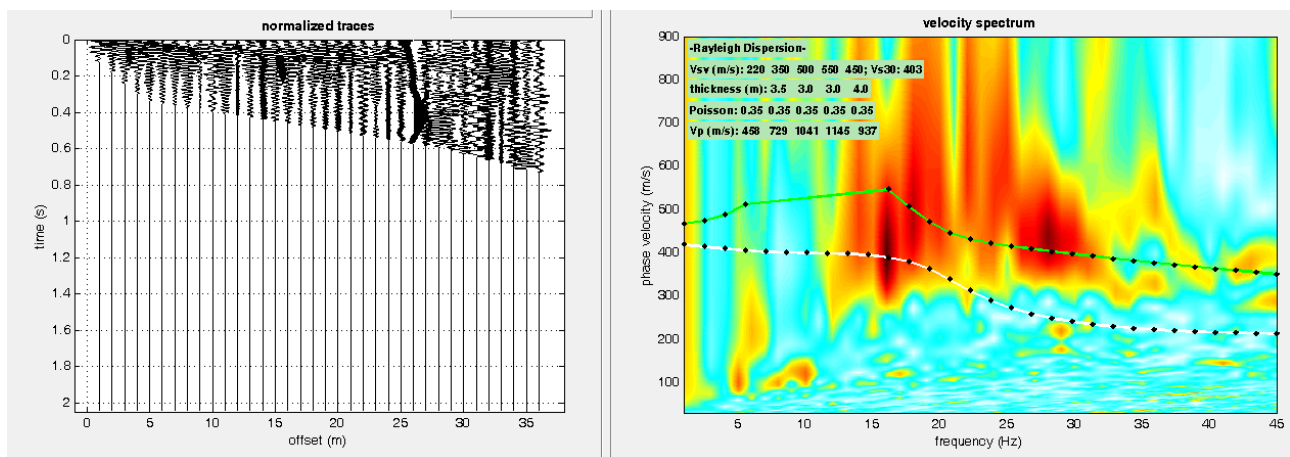 normalized traces
0
0.2
0.4
0.6
0.8
1
1.2
1.4
1.6
1.8
2
time (s)
0 5 10 15 20 25 30 35
offset (m)
velocity spectrum
-Rayleigh Dispersion-
Vsv (m/s): 220 350 500 550 450; Vs30: 403
thickness (m): 3.5 3.0 3.0 4.0
Poisson: 0.35 0.35 0.35 0.35 0.35
Vp (m/s): 458 729 1041 1145 937
900
800
700
600
500
400
300
200
100
phase velocity (m/s)
5 10 15 20 25 30 35 40 45
frequency (Hz)